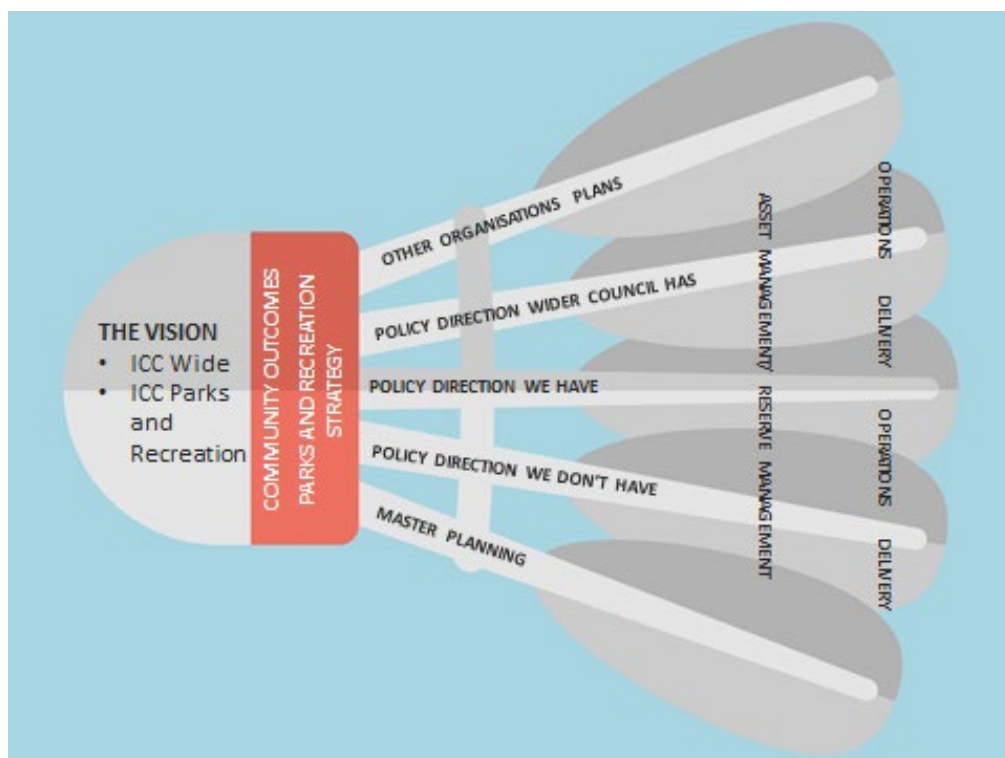 THE VISION
• ICC Wide
• ICC Parks
and
Recreation
COMMUNITY OUTCOMES
PARKS AND RECREATION
STRATEGY
OTHER ORGANISATIONS PLANS
POLICY DIRECTION WIDER COUNCIL HAS
POLICY DIRECTION WE HAVE
POLICY DIRECTION WE DON'T HAVE
MASTER PLANNING
ASSET MANAGEMENT/ RESERVE MANAGEMENT
OPERATIONS DELIVERY OPERATIONS DELIVERY